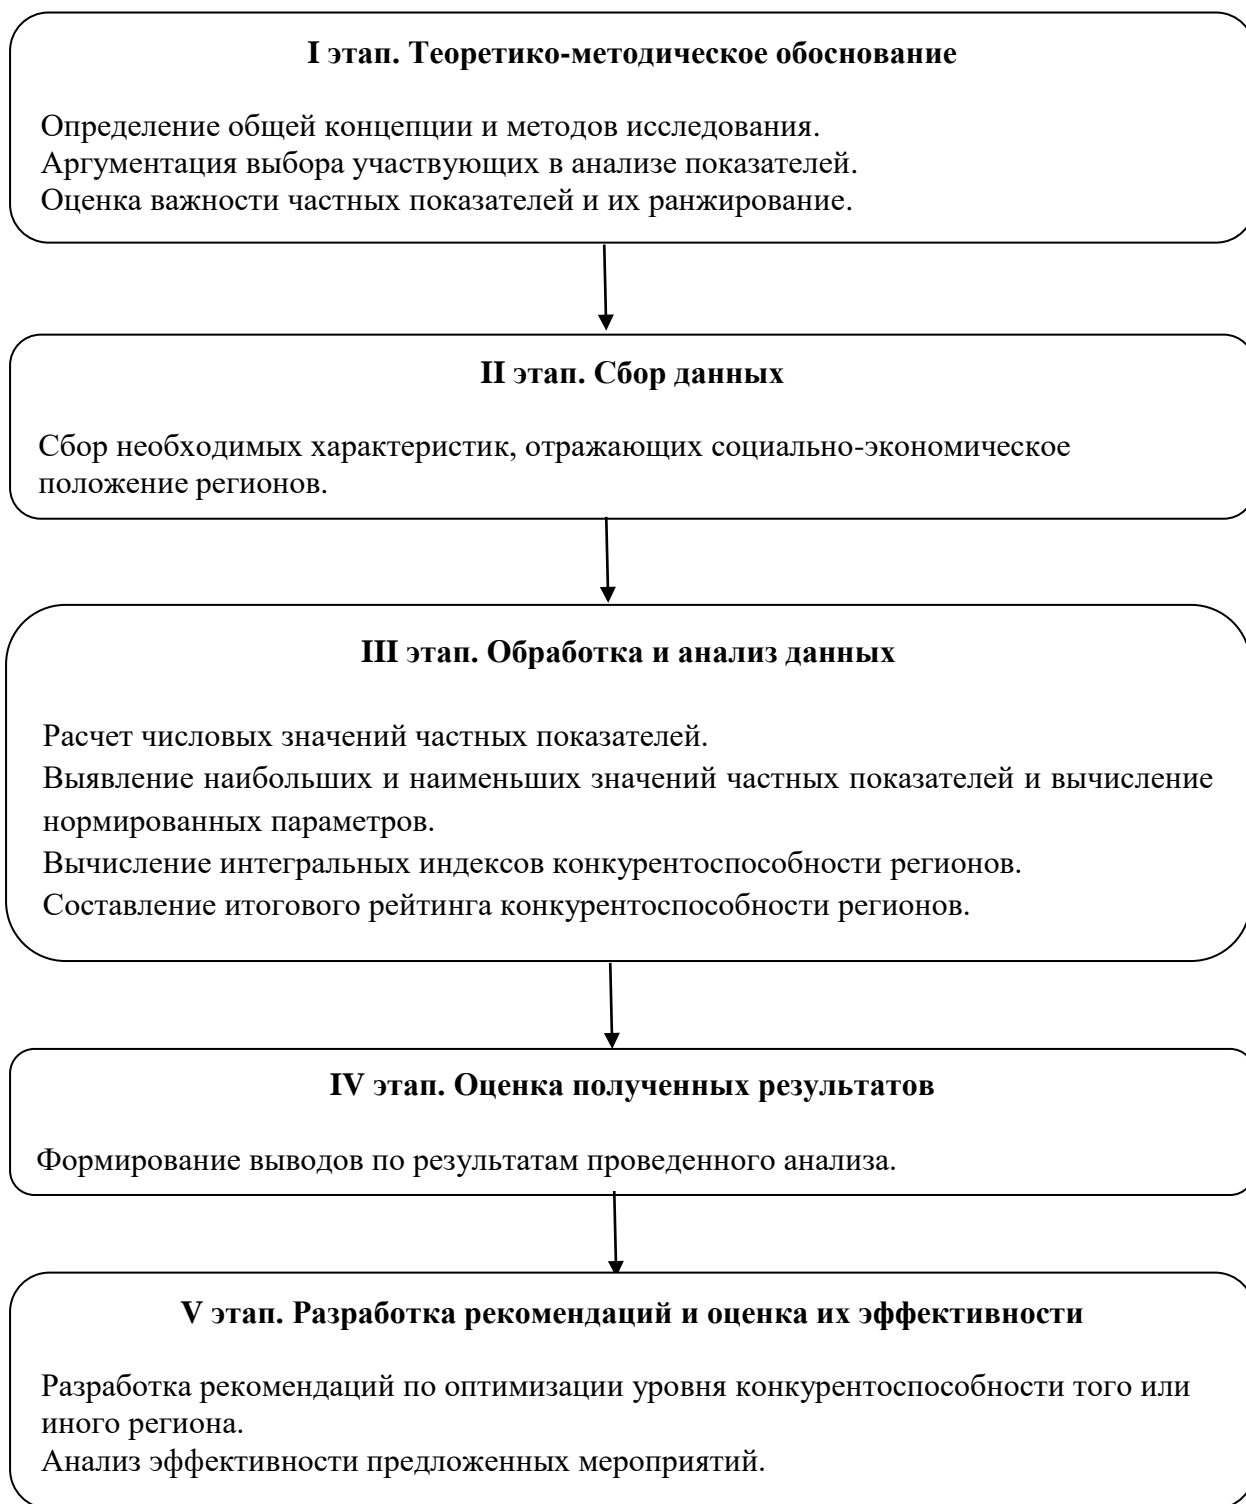 I этап. Теоретико-методическое обоснование
Определение общей концепции и методов исследования.
Аргументация выбора участвующих в анализе показателей.
Оценка важности частных показателей и их ранжирование.
II этап. Сбор данных
Сбор необходимых характеристик, отражающих социально-экономическое
положение регионов.
III этап. Обработка и анализ данных
Расчет числовых значений частных показателей.
Выявление наибольших и наименьших значений частных показателей и вычисление
нормированных параметров.
Вычисление интегральных индексов конкурентоспособности регионов.
Составление итогового рейтинга конкурентоспособности регионов.
IV этап. Оценка полученных результатов
Формирование выводов по результатам проведенного анализа.
V этап. Разработка рекомендаций и оценка их эффективности
Разработка рекомендаций по оптимизации уровня конкурентоспособности того или
иного региона.
Анализ эффективности предложенных мероприятий.